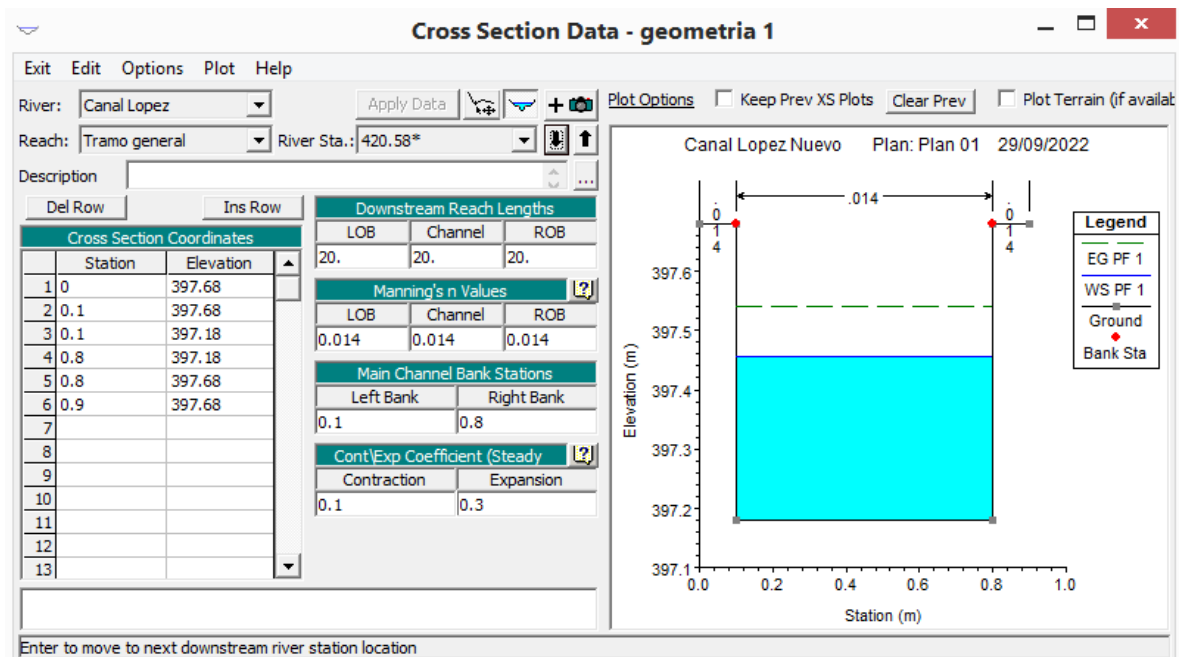 Cross Section Data - geometria 1
Exit Edit Options Plot Help
River: Canal Lopez
Apply Data
Plot Options Keep Prev XS Plots Clear Prev Plot Terrain (if availab
Reach: Tramo general River Sta.: 420.58*
Description
...
Del Row Ins Row
Cross Section Coordinates
Station Elevation
1 0 397.68
2 0.1 397.68
3 0.1 397.18
4 0.8 397.18
5 0.8 397.68
6 0.9 397.68
7
8
9
10
11
12
13
Downstream Reach Lengths
LOB Channel ROB
20. 20. 20.
Manning's n Values
LOB Channel ROB
0.014 0.014 0.014
Main Channel Bank Stations
Left Bank Right Bank
0.1 0.8
Cont\Exp Coefficient (Steady
Contraction Expansion
0.1 0.3
Canal Lopez Nuevo Plan: Plan 01 29/09/2022
.014
.014
.014
Legend
EG PF 1
WS PF 1
Ground
Bank Sta
397.6
397.5
397.4
397.3
397.2
397.1
Elevation (m)
0.0 0.2 0.4 0.6 0.8 1.0
Station (m)
Enter to move to next downstream river station location